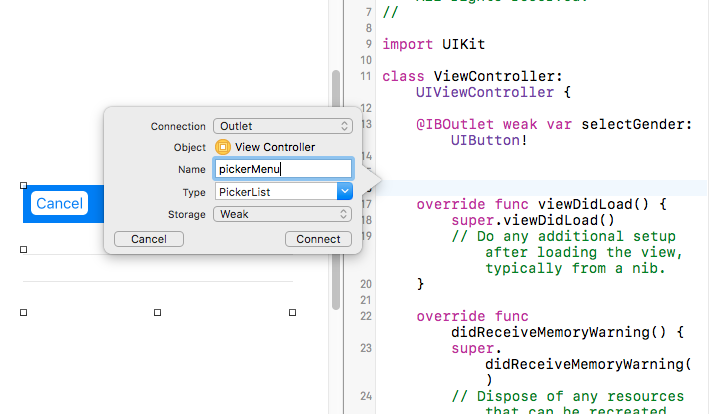 All Rights Reserved.
7 //
8
9 import UIKit
10
11 class ViewController:
UIViewController {
12
13 @IBOutlet weak var selectGender:
UIButton!
14
17 override func viewDidLoad() {
18 super.viewDidLoad()
19 // Do any additional setup
after loading the view,
typically from a nib.
20 }
21
22 override func
didReceiveMemoryWarning() {
23 super.
didReceiveMemoryWarning(
)
24 // Dispose of any resources
that can be recreated.
Connection Outlet
Object View Controller
Name pickerMenu
Type PickerList
Storage Weak
Cancel Connect
Cancel